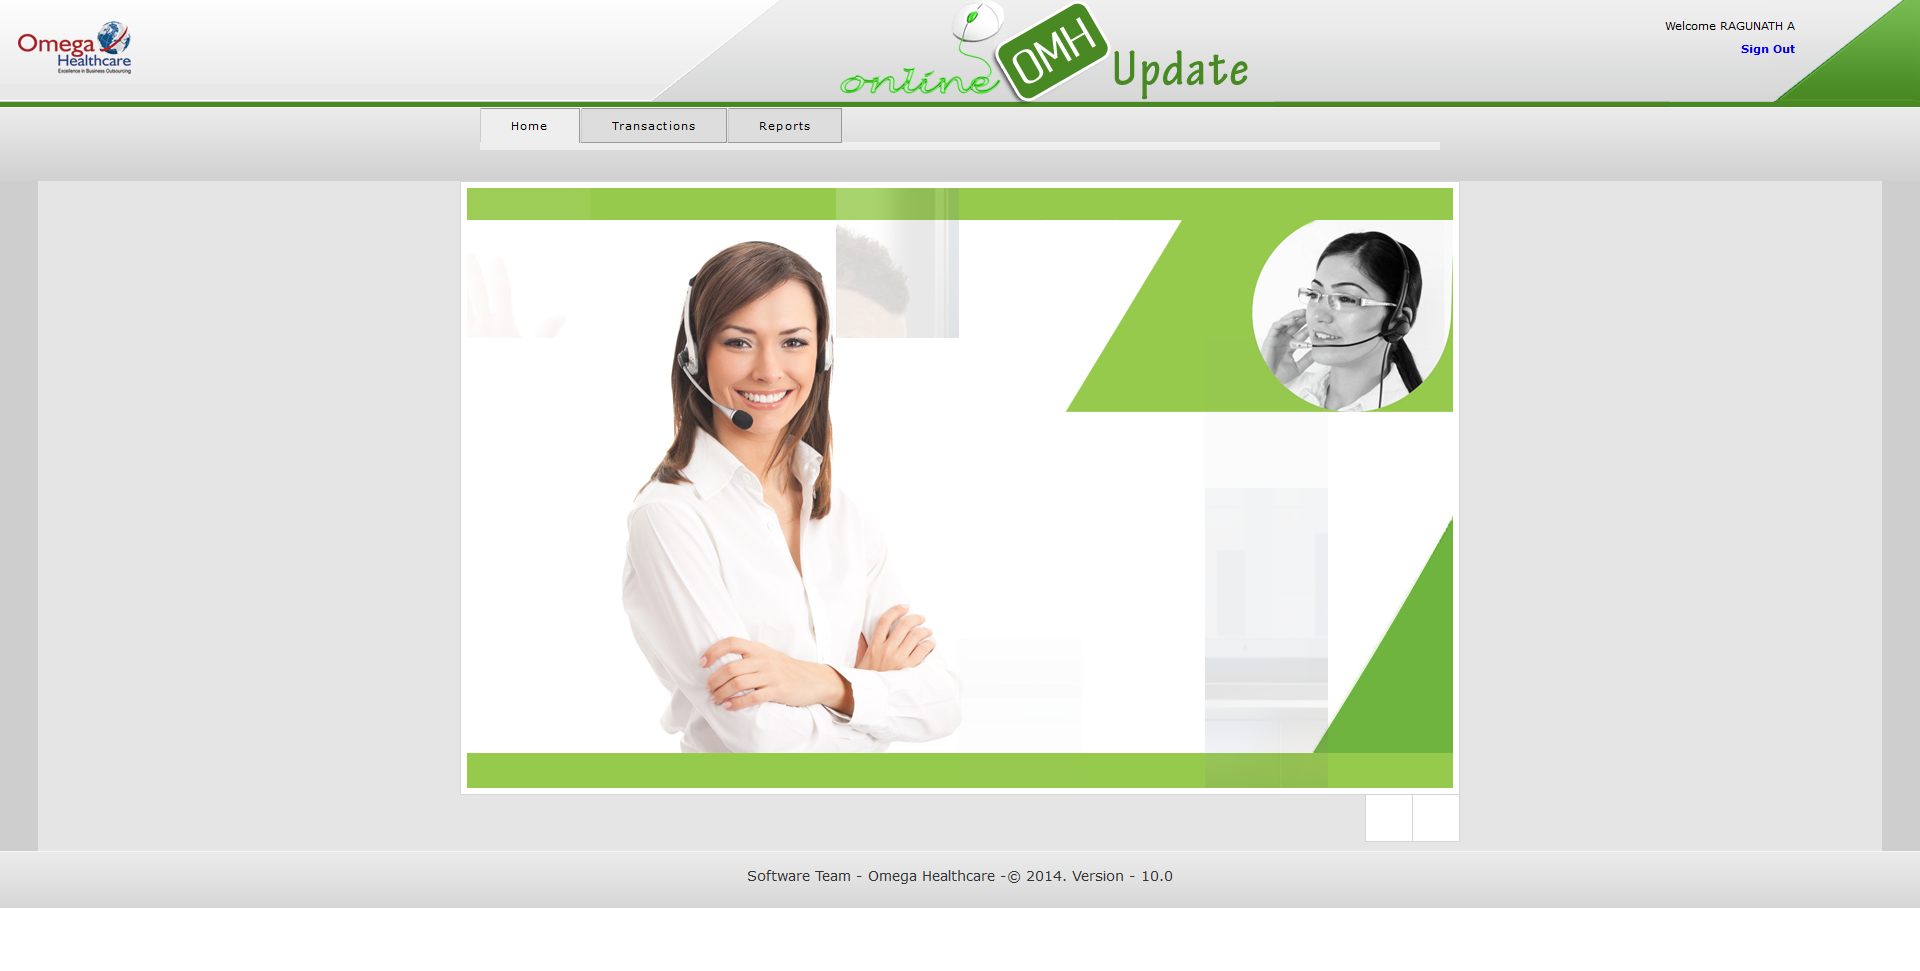 Omega
Healthcare
Excellence in Business Outsourcing
online OMH Update
Welcome RAGUNATH A
Sign Out
Home Transactions Reports
Software Team - Omega Healthcare -© 2014. Version - 10.0